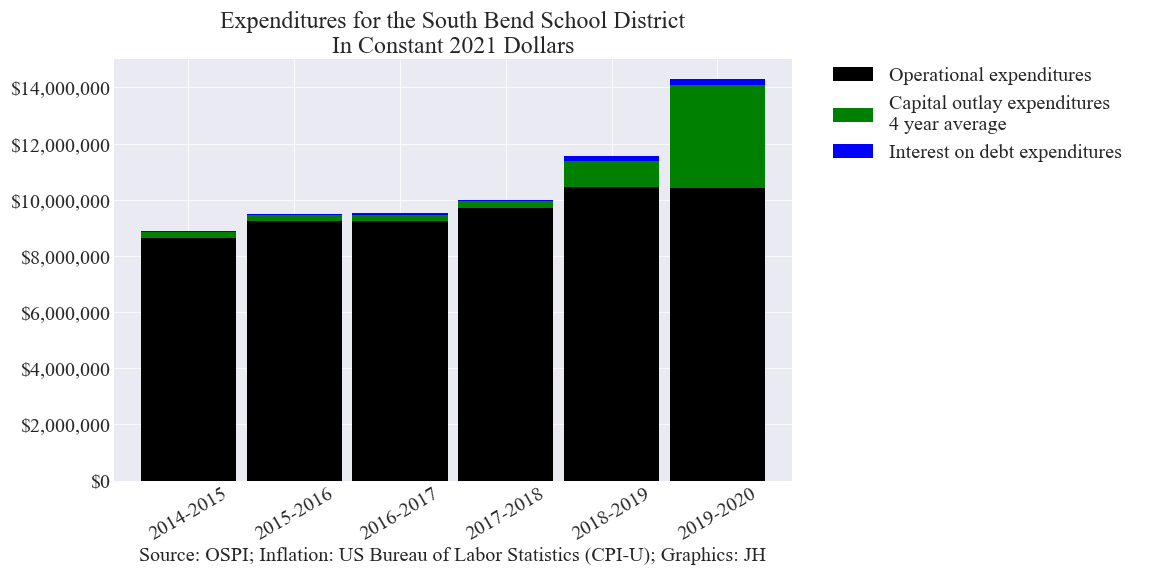 Expenditures for the South Bend School District
In Constant 2021 Dollars
$14,000,000
$12,000,000
$10,000,000
$8,000,000
$6,000,000
$4,000,000
$2,000,000
$0
2014-2015
2015-2016
2016-2017
2017-2018
2018-2019
2019-2020
Source: OSPI; Inflation: US Bureau of Labor Statistics (CPI-U); Graphics: JH
Operational expenditures
Capital outlay expenditures
4 year average
Interest on debt expenditures